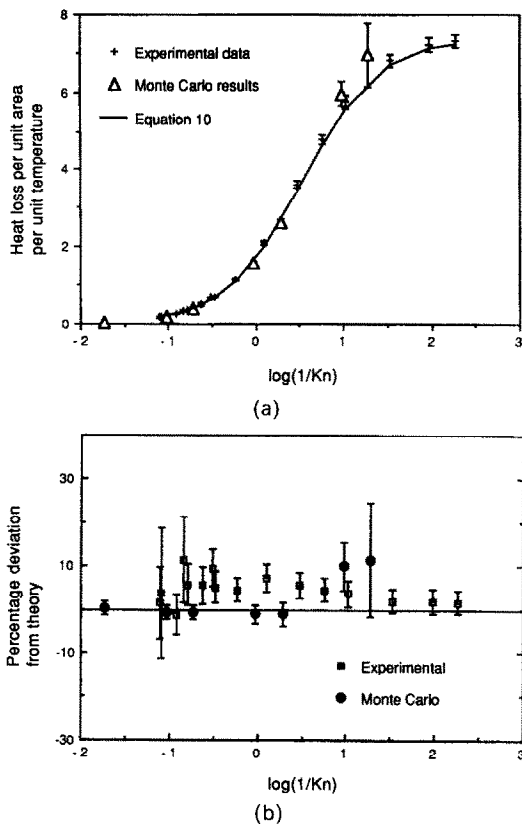 8
6
4
2
0
Heat loss per unit area
per unit temperature
Experimental data
Monte Carlo results
Equation 10
-2
-1
0
1
2
3
log(1/Kn)
(a)
30
10
-10
-30
Percentage deviation
from theory
Experimental
Monte Carlo
-2
-1
0
1
2
3
log(1/Kn)
(b)